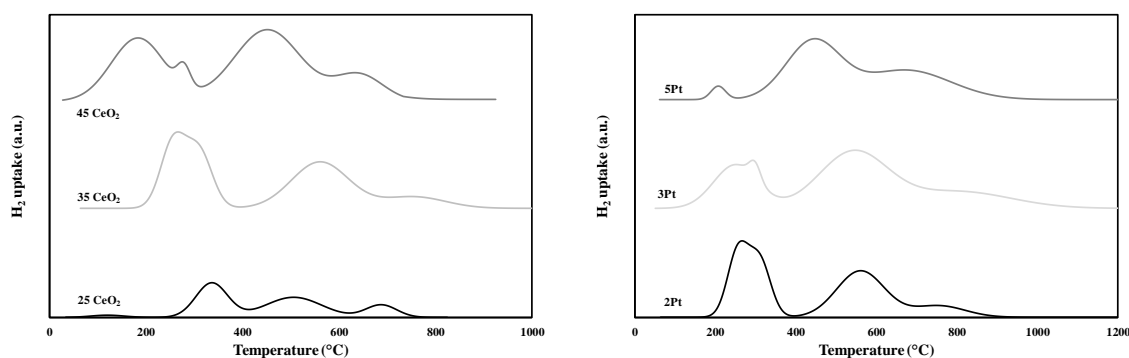 H2 uptake (a.u.)
45 CeO2
35 CeO2
25 CeO2
0 200 400 600 800 1000
Temperature (°C)
H2 uptake (a.u.)
5Pt
3Pt
2Pt
0 200 400 600 800 1000 1200
Temperature (°C)